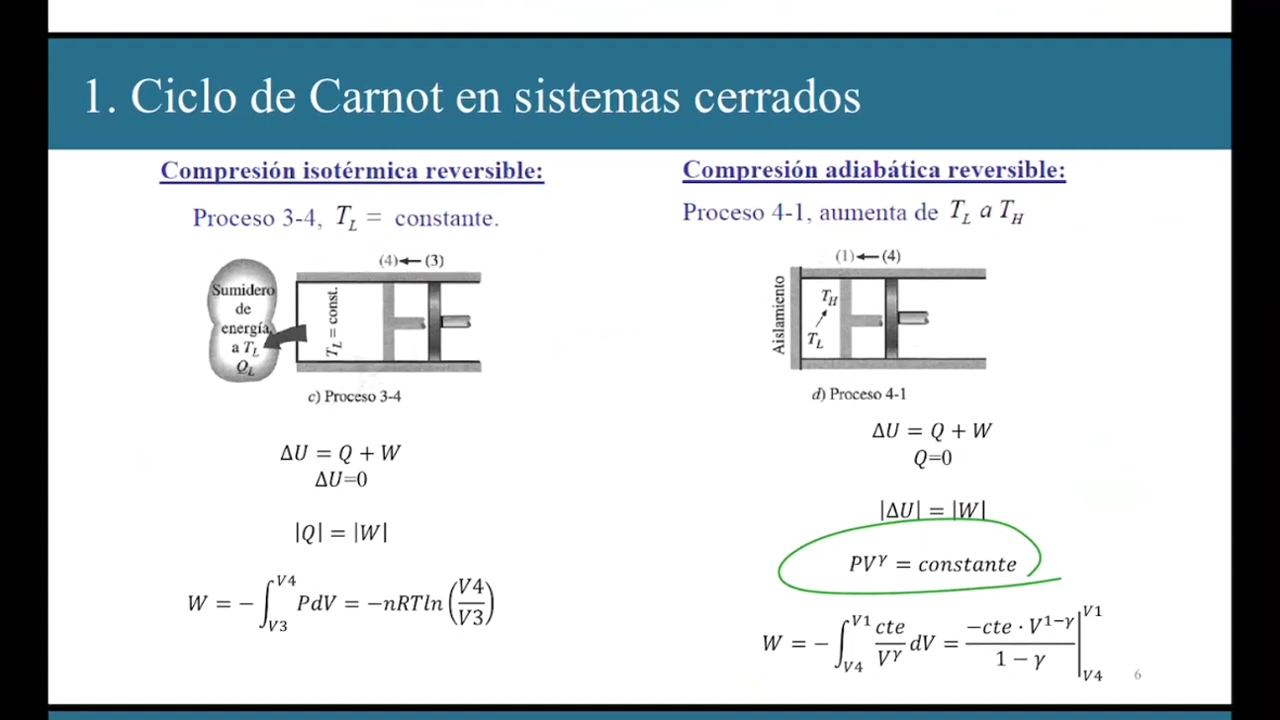 1. Ciclo de Carnot en sistemas cerrados
Compresión isotérmica reversible:
Proceso 3-4, T_L = constante.
(4)←(3)
Sumidero
de
energía
a T_L
Q_L
T_L = const.
c) Proceso 3-4
ΔU = Q + W
ΔU=0
|Q| = |W|
W = −∫_{V3}^{V4} PdV = −nRTln(V4/V3)
Compresión adiabática reversible:
Proceso 4-1, aumenta de T_L a T_H
(1)←(4)
Aislamiento
T_H
T_L
d) Proceso 4-1
ΔU = Q + W
Q=0
|ΔU| = |W|
PV^γ = constante
W = −∫_{V4}^{V1} cte/V^γ dV = −cte · V^{1−γ}/1 − γ |_{V4}^{V1}
6